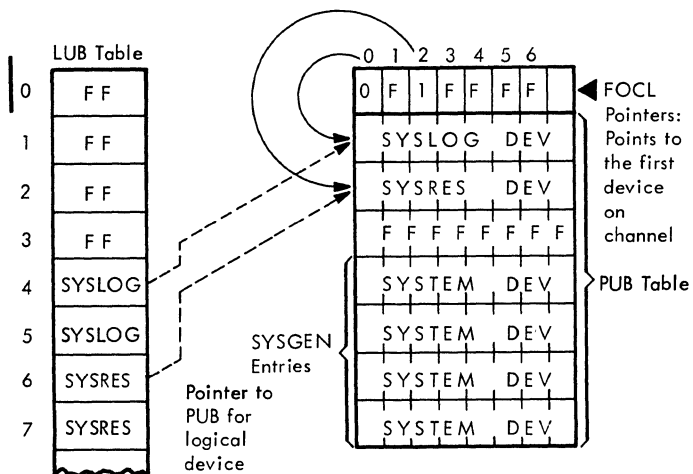 LUB Table
0 FF
1 FF
2 FF
3 FF
4 SYSLOG
5 SYSLOG
6 SYSRES
7 SYSRES
Pointer to
PUB for
logical
device
0 1 2 3 4 5 6
0 F 1 F F F F
SYSLOG DEV
SYSRES DEV
F F F F F F F F
SYSTEM DEV
SYSTEM DEV
SYSTEM DEV
SYSTEM DEV
SYSGEN
Entries
FOCL
Pointers:
Points to
the first
device
on
channel
PUB Table